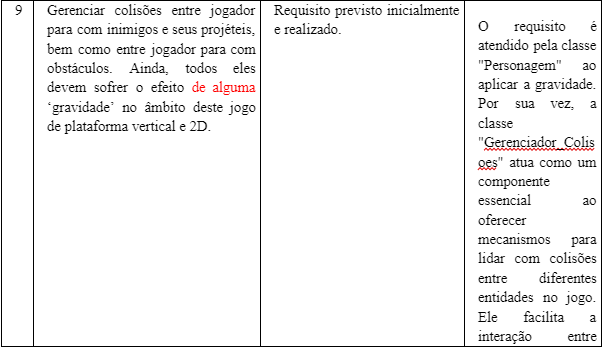 9
Gerenciar colisões entre jogador
para com inimigos e seus projéteis,
bem como entre jogador para com
obstáculos. Ainda, todos eles
devem sofrer o efeito de alguma
‘gravidade’ no âmbito deste jogo
de plataforma vertical e 2D.
Requisito previsto inicialmente
e realizado.
O requisito é
atendido pela classe
"Personagem" ao
aplicar a gravidade.
Por sua vez, a
classe
"Gerenciador_Colis
oes" atua como um
componente
essencial ao
oferecer
mecanismos para
lidar com colisões
entre diferentes
entidades no jogo.
Ele facilita a
interação entre